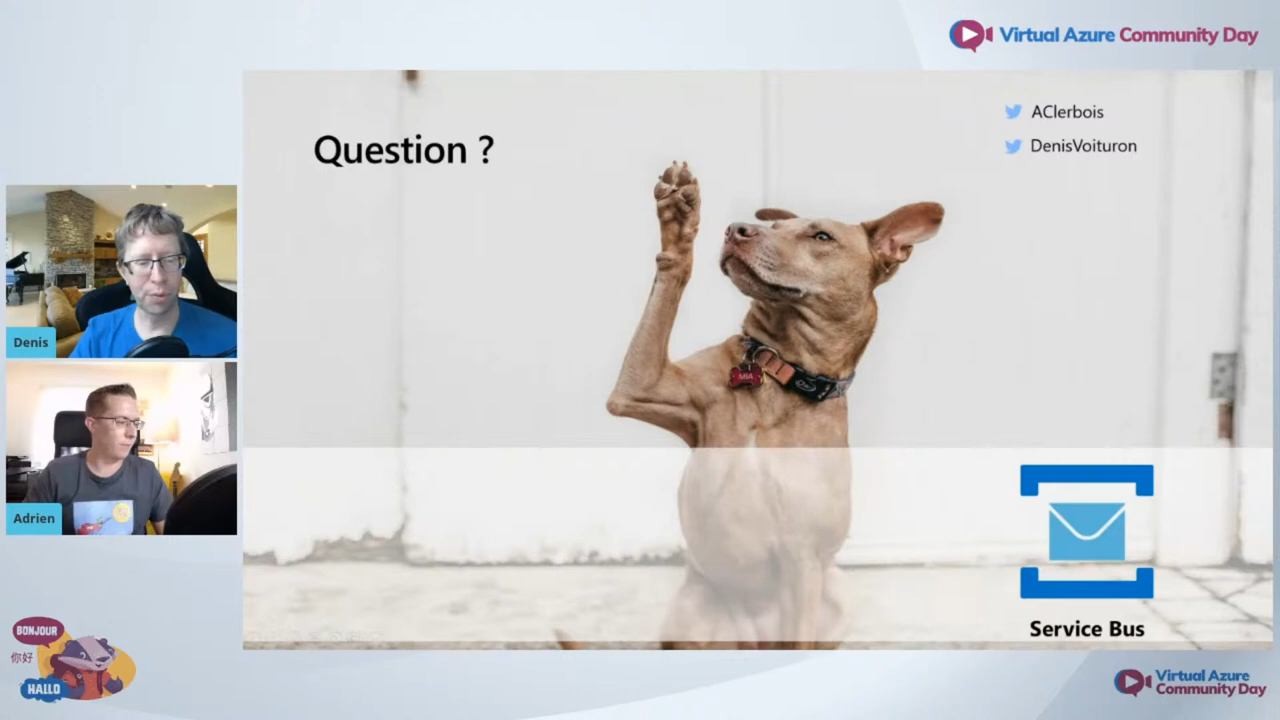 Virtual Azure Community Day
Question ?
AClerbois
DenisVoituron
Denis
MIA
Adrien
Service Bus
BONJOUR
你好
HALLO
Virtual Azure
Community Day